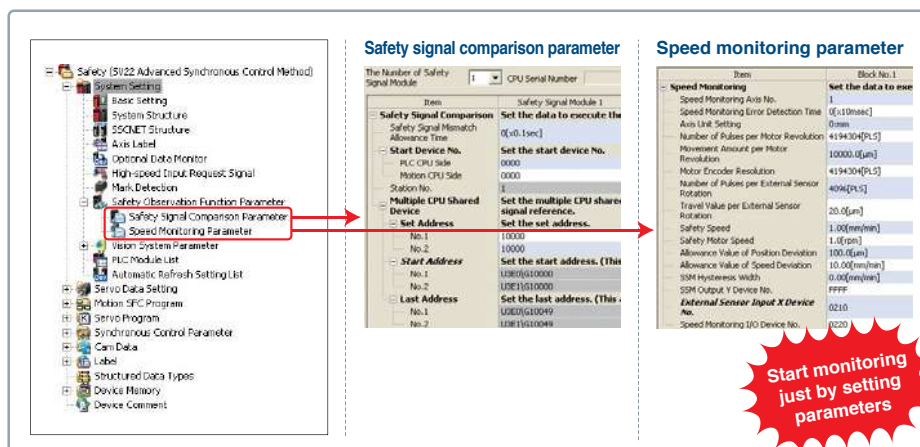 Safety (SV22 Advanced Synchronous Control Method)
System Setting
Basic Setting
System Structure
SSCNET Structure
Axis Label
Optional Data Monitor
High-speed Input Request Signal
Mark Detection
Safety Observation Function Parameter
Safety Signal Comparison Parameter
Speed Monitoring Parameter
Vision System Parameter
PLC Module List
Automatic Refresh Setting List
Servo Data Setting
Motion SFC Program
Servo Program
Synchronous Control Parameter
Cam Data
Label
Structured Data Types
Device Memory
Device Comment
Safety signal comparison parameter
The Number of Safety
Signal Module 1 CPU Serial Number
Item Safety Signal Module 1
Safety Signal Comparison Set the data to execute the
Safety Signal Mismatch
Allowance Time 0[x0.1sec]
Start Device No. Set the start device No.
PLC CPU Side 0000
Motion CPU Side 0000
Station No. 1
Multiple CPU Shared Set the multiple CPU share
Device signal reference.
Set Address Set the set address.
No.1 10000
No.2 10000
Start Address Set the start address. (This
No.1 U3E0\G10000
No.2 U3E1\G10000
Last Address Set the last address. (This
No.1 U3E0\G10049
No.2 U3E1\G10049
Speed monitoring parameter
Item Block No.1
Speed Monitoring Set the data to exe
Speed Monitoring Axis No. 1
Speed Monitoring Error Detection Time 0[x10msec]
Axis Unit Setting 0:mm
Number of Pulses per Motor Revolution 4194304[PLS]
Movement Amount per Motor
Revolution 10000.0[µm]
Motor Encoder Resolution 4194304[PLS]
Number of Pulses per External Sensor
Rotation 4096[PLS]
Travel Value per External Sensor
Rotation 20.0[µm]
Safety Speed 1.00[mm/min]
Safety Motor Speed 1.0[rpm]
Allowance Value of Position Deviation 100.0[µm]
Allowance Value of Speed Deviation 10.00[mm/min]
SSM Hysteresis Width 0.00[mm/min]
SSM Output Y Device No. FFFF
External Sensor Input X Device
No. 0210
Speed Monitoring I/O Device No. 0220
Start monitoring
just by setting
parameters